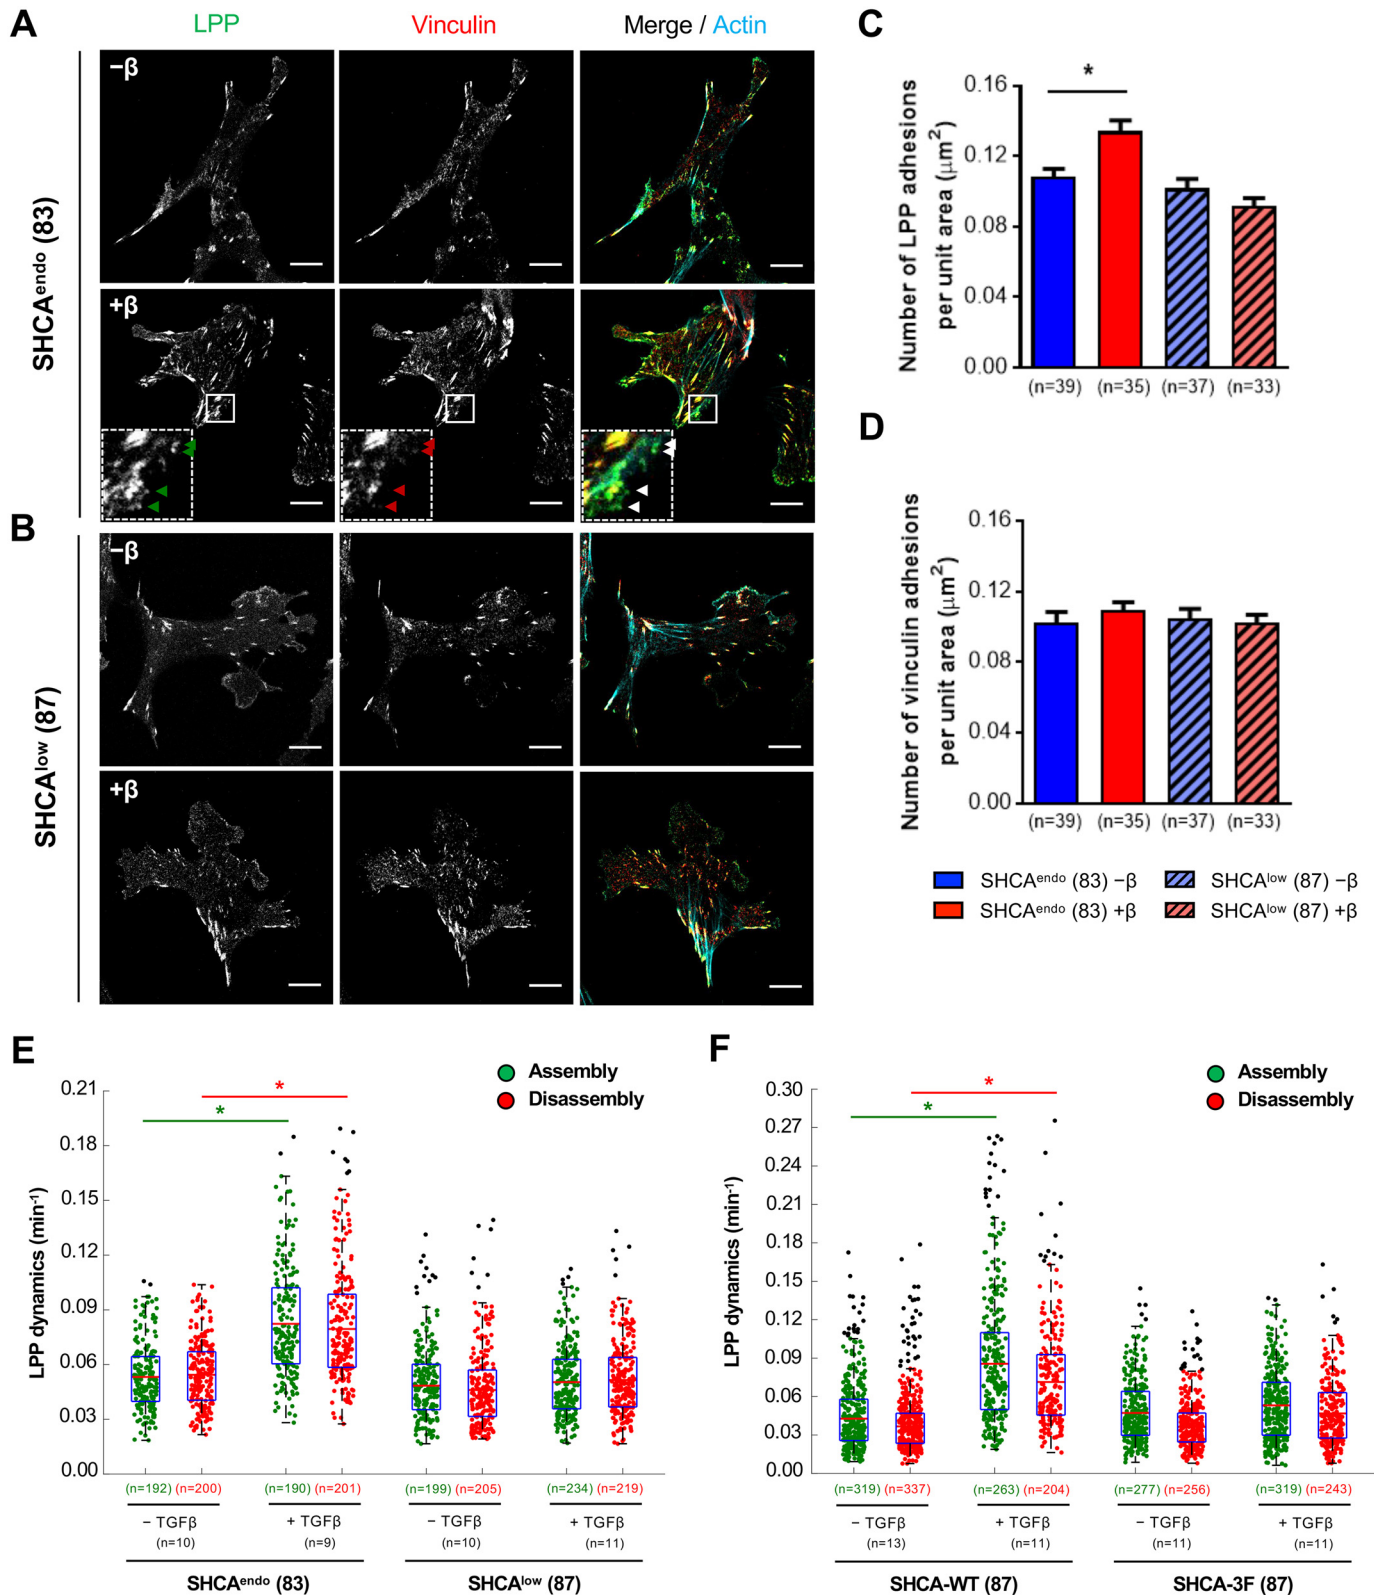 A
LPP
Vinculin
Merge / Actin
SHCAendo (83)
−β
+β
B
SHCAlow (87)
−β
+β
C
Number of LPP adhesions
per unit area (μm2)
0.16
0.12
0.08
0.04
0.00
*
(n=39) (n=35) (n=37) (n=33)
D
Number of vinculin adhesions
per unit area (μm2)
0.16
0.12
0.08
0.04
0.00
(n=39) (n=35) (n=37) (n=33)
SHCAendo (83) −β
SHCAlow (87) −β
SHCAendo (83) +β
SHCAlow (87) +β
E
Assembly
Disassembly
LPP dynamics (min-1)
0.21
0.18
0.15
0.12
0.09
0.06
0.03
0.00
*
*
(n=192) (n=200) (n=190) (n=201) (n=199) (n=205) (n=234) (n=219)
− TGFβ + TGFβ − TGFβ + TGFβ
(n=10) (n=9) (n=10) (n=11)
SHCAendo (83) SHCAlow (87)
F
Assembly
Disassembly
LPP dynamics (min-1)
0.30
0.27
0.24
0.21
0.18
0.15
0.12
0.09
0.06
0.03
0.00
*
*
(n=319) (n=337) (n=263) (n=204) (n=277) (n=256) (n=319) (n=243)
− TGFβ + TGFβ − TGFβ + TGFβ
(n=13) (n=11) (n=11) (n=11)
SHCA-WT (87) SHCA-3F (87)